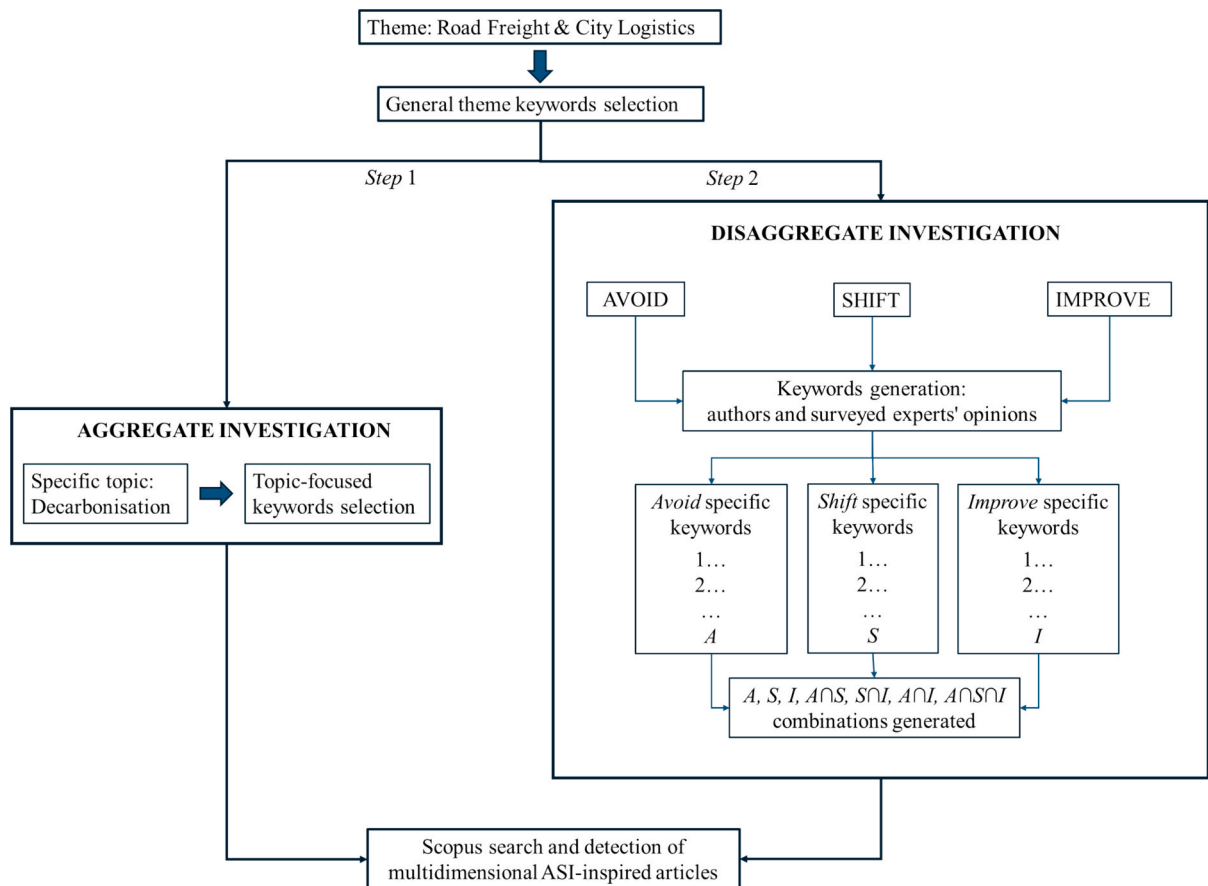 Theme: Road Freight & City Logistics
General theme keywords selection
Step 1
Step 2
AGGREGATE INVESTIGATION
Specific topic:
Decarbonisation
Topic-focused
keywords selection
DISAGGREGATE INVESTIGATION
AVOID
SHIFT
IMPROVE
Keywords generation:
authors and surveyed experts' opinions
Avoid specific
keywords
1…
2…
…
A
Shift specific
keywords
1…
2…
…
S
Improve specific
keywords
1…
2…
…
I
A, S, I, A∩S, S∩I, A∩I, A∩S∩I
combinations generated
Scopus search and detection of
multidimensional ASI-inspired articles